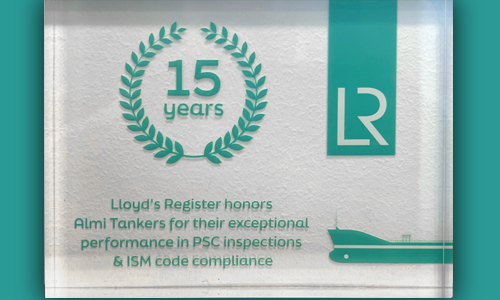 15
years
LR
Lloyd's Register honors
Almi Tankers for their exceptional
performance in PSC inspections
& ISM code compliance